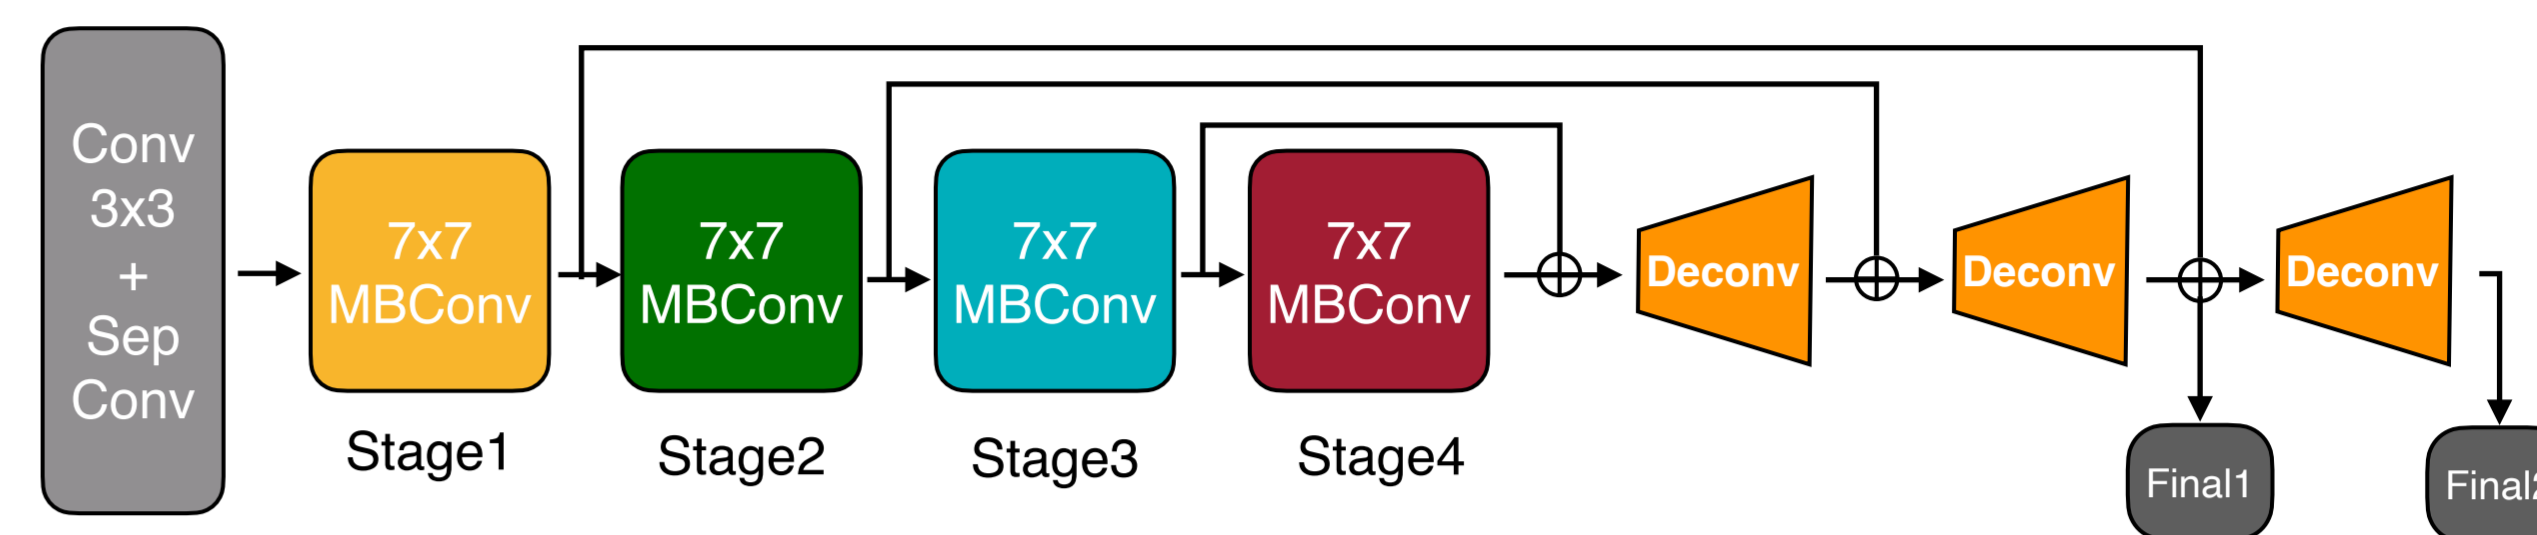 Conv
3x3
+
Sep
Conv
7x7
MBConv
Stage1
7x7
MBConv
Stage2
7x7
MBConv
Stage3
7x7
MBConv
Stage4
Deconv
Deconv
Deconv
Final1
Final2